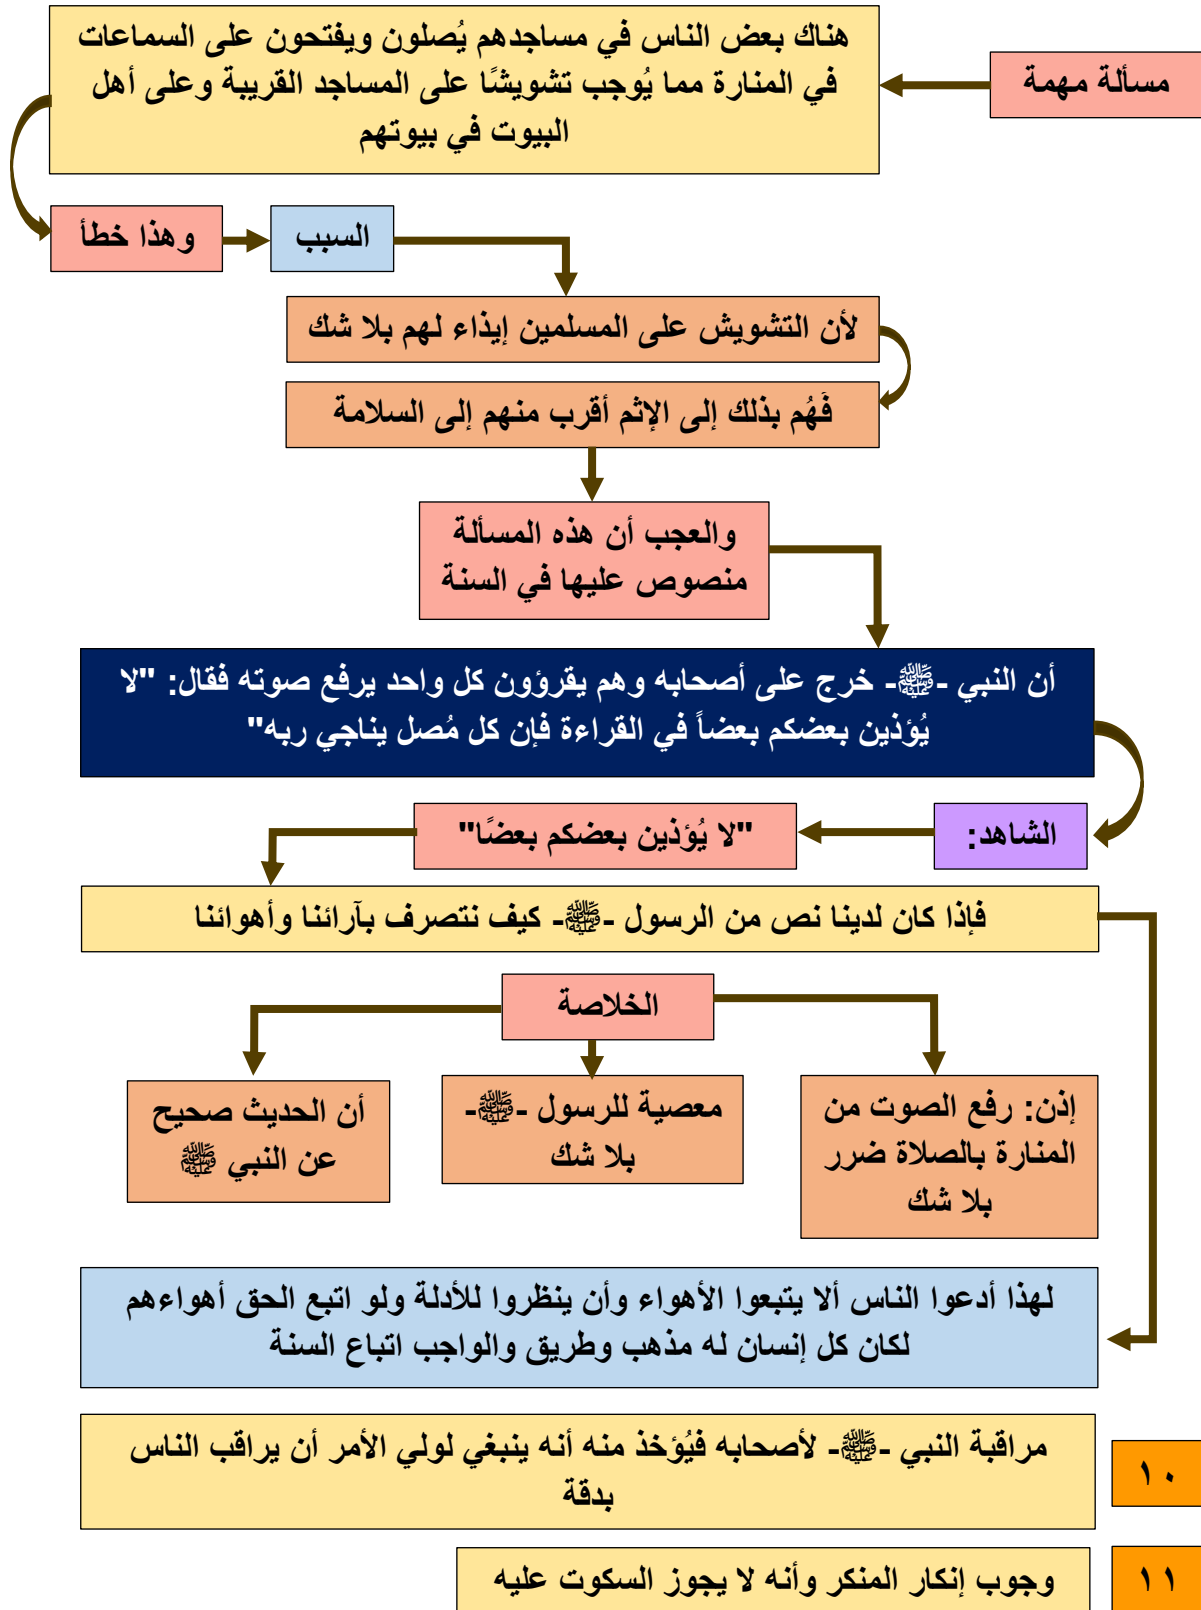 مسألة مهمة
هناك بعض الناس في مساجدهم يُصلون ويفتحون على السماعات
في المنارة مما يُوجب تشويشًا على المساجد القريبة وعلى أهل
البيوت في بيوتهم
وهذا خطأ
السبب
لأن التشويش على المسلمين إيذاء لهم بلا شك
فَهُم بذلك إلى الإثم أقرب منهم إلى السلامة
والعجب أن هذه المسألة
منصوص عليها في السنة
أن النبي -ﷺ- خرج على أصحابه وهم يقرؤون كل واحد يرفع صوته فقال: "لا
يُؤذين بعضكم بعضاً في القراءة فإن كل مُصل يناجي ربه"
الشاهد:
"لا يُؤذين بعضكم بعضًا"
فإذا كان لدينا نص من الرسول -ﷺ- كيف نتصرف بآرائنا وأهوائنا
الخلاصة
إذن: رفع الصوت من
المنارة بالصلاة ضرر
بلا شك
معصية للرسول -ﷺ-
بلا شك
أن الحديث صحيح
عن النبي ﷺ
لهذا أدعوا الناس ألا يتبعوا الأهواء وأن ينظروا للأدلة ولو اتبع الحق أهواءهم
لكان كل إنسان له مذهب وطريق والواجب اتباع السنة
١٠
مراقبة النبي -ﷺ- لأصحابه فيُؤخذ منه أنه ينبغي لولي الأمر أن يراقب الناس
بدقة
١١
وجوب إنكار المنكر وأنه لا يجوز السكوت عليه